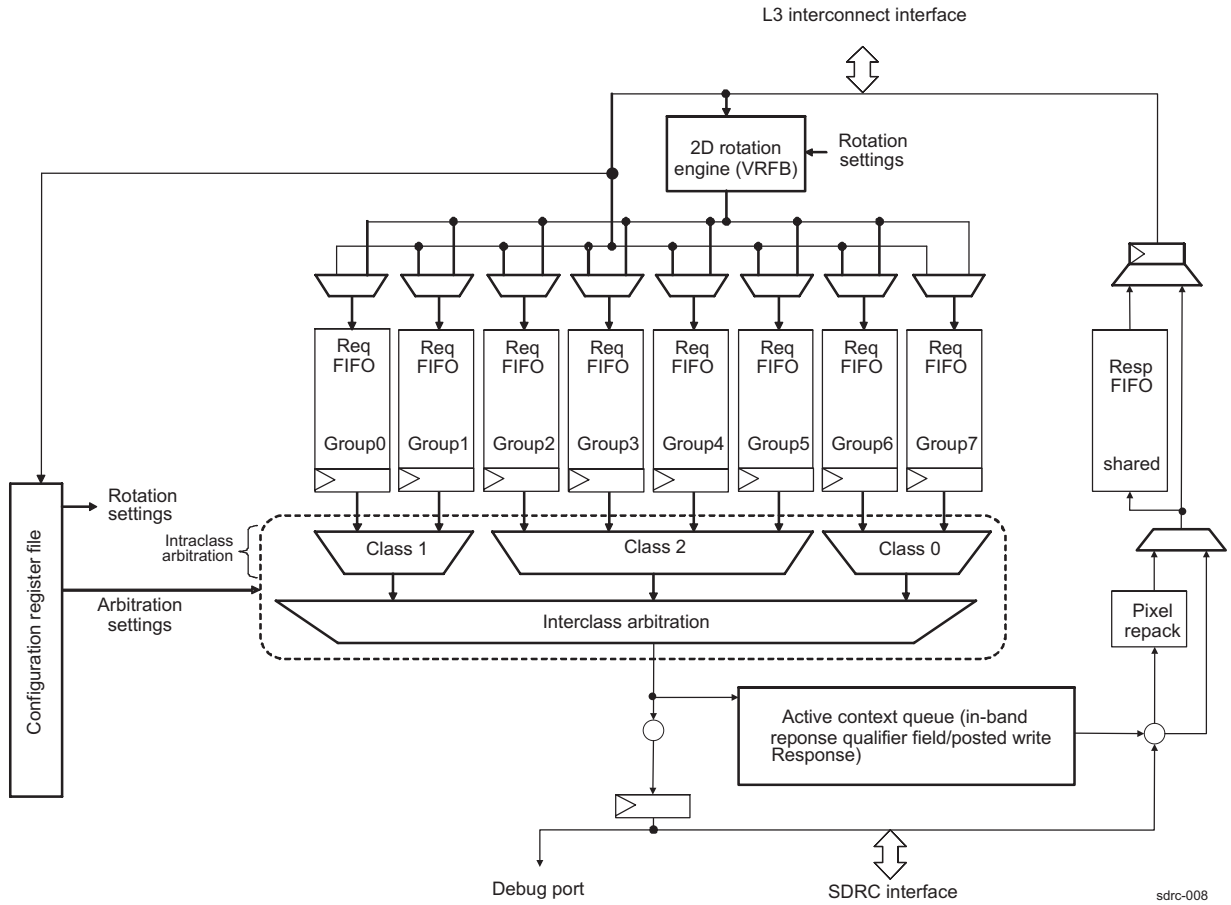 L3 interconnect interface
2D rotation
engine (VRFB)
Rotation
settings
Req
FIFO
Group0
Req
FIFO
Group1
Req
FIFO
Group2
Req
FIFO
Group3
Req
FIFO
Group4
Req
FIFO
Group5
Req
FIFO
Group6
Req
FIFO
Group7
Resp
FIFO
shared
Configuration register file
Rotation
settings
Intraclass
arbitration
Arbitration
settings
Class 1
Class 2
Class 0
Interclass arbitration
Pixel
repack
Active context queue (in-band
reponse qualifier field/posted write
Response)
Debug port
SDRC interface
sdrc-008